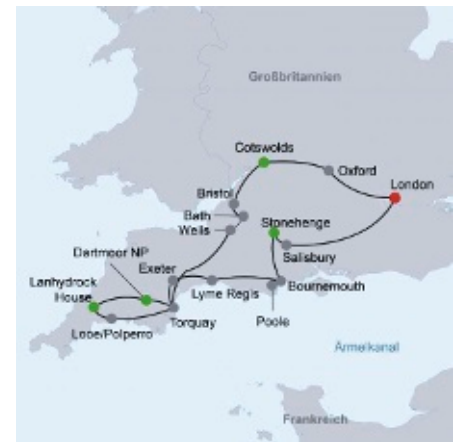 Großbritannien
Cotswolds
Oxford
London
Bristol
Bath
Wells
Stonehenge
Salisbury
Dartmoor NP
Exeter
Lanhydrock
House
Lyme Regis
Bournemouth
Looe/Polperro
Torquay
Poole
Ärmelkanal
Frankreich